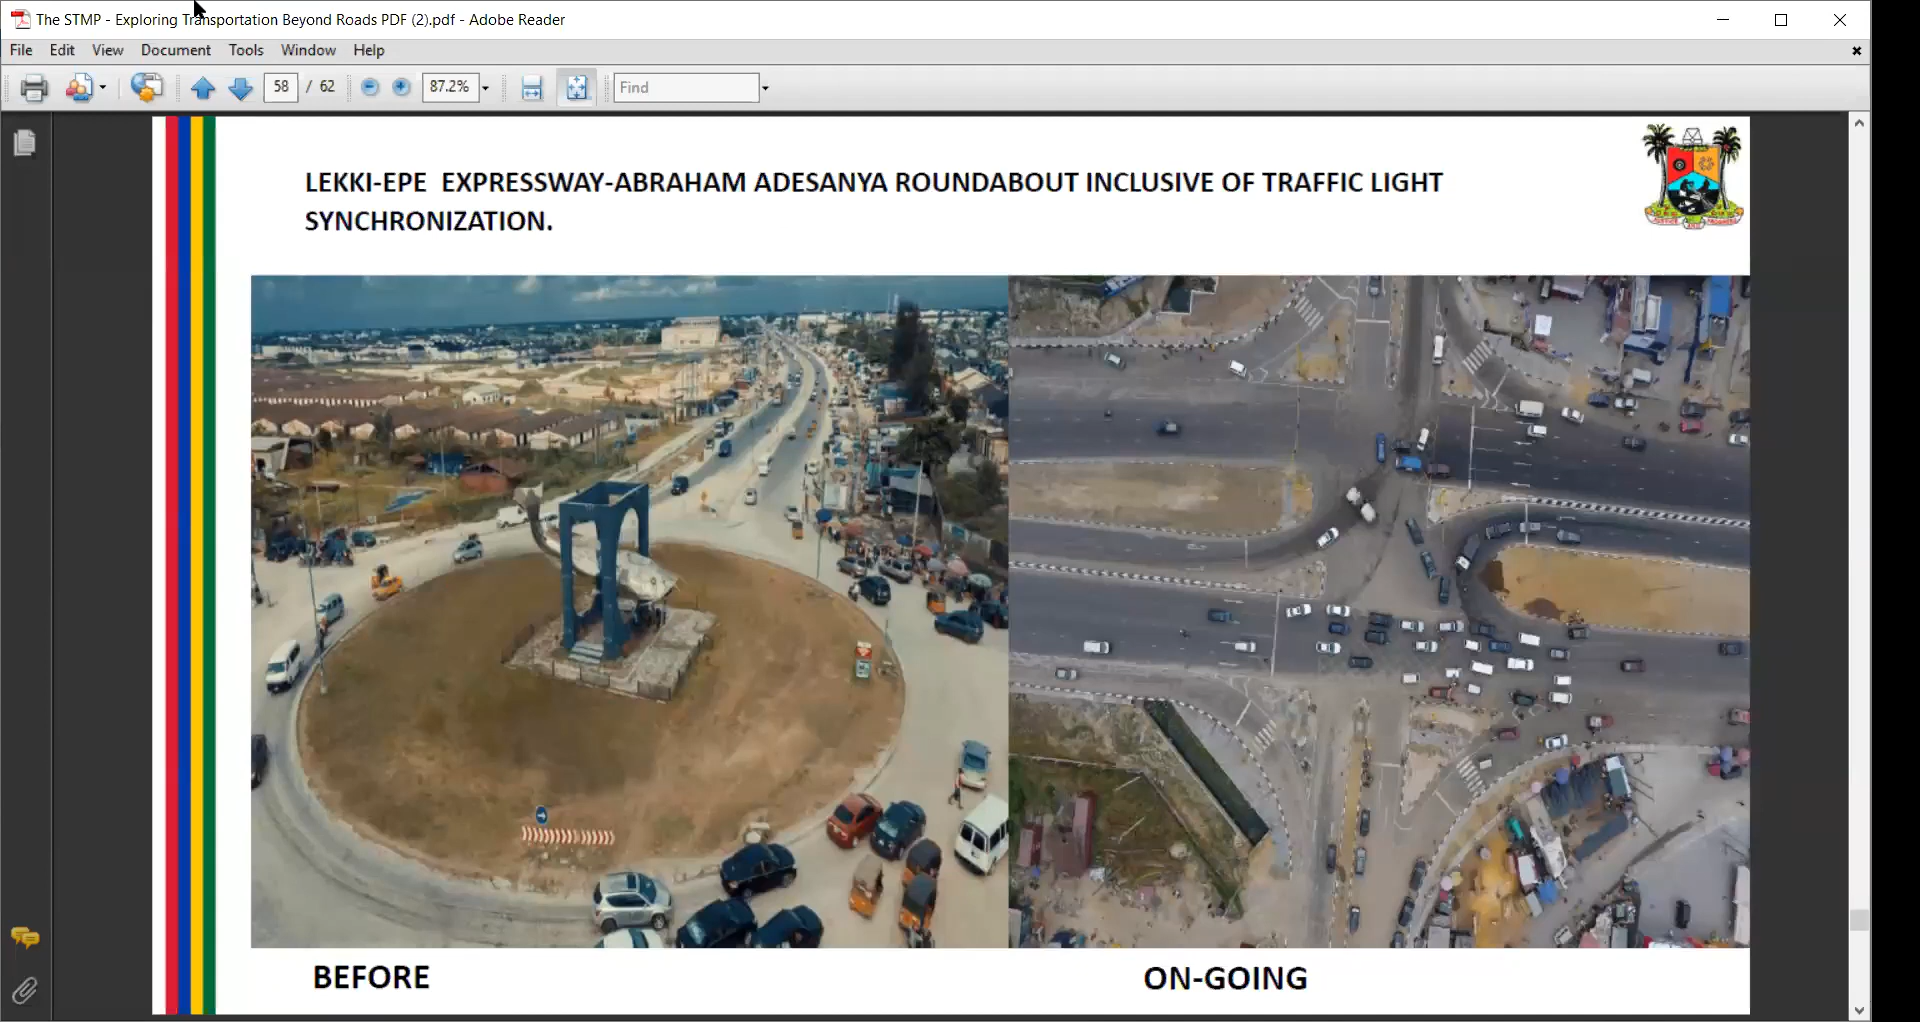 The STMP - Exploring Transportation Beyond Roads PDF (2).pdf - Adobe Reader
File Edit View Document Tools Window Help
58 / 62 87.2% Find
LEKKI-EPE EXPRESSWAY-ABRAHAM ADESANYA ROUNDABOUT INCLUSIVE OF TRAFFIC LIGHT
SYNCHRONIZATION.
BEFORE
ON-GOING